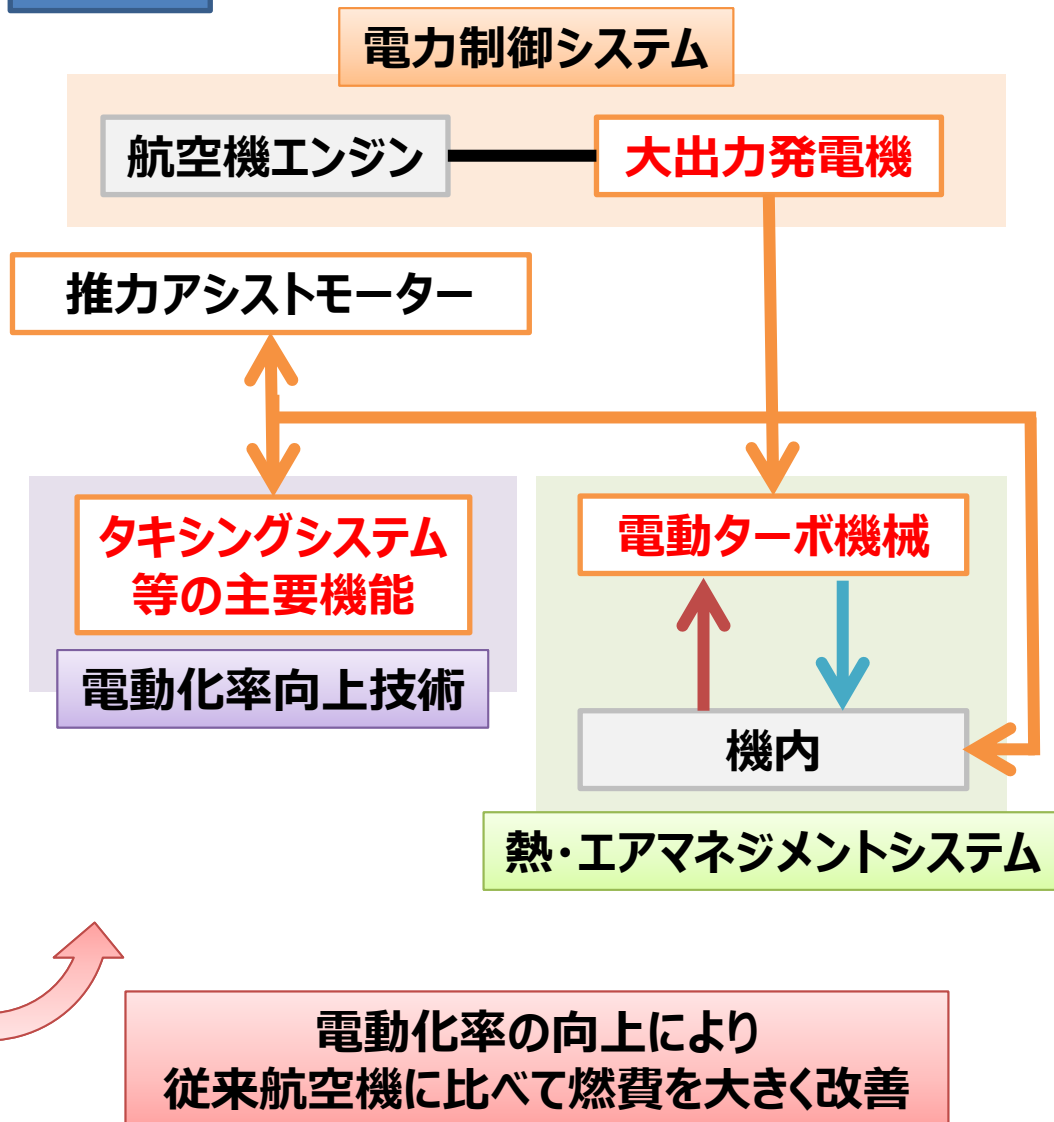 電力制御システム
航空機エンジン
大出力発電機
推力アシストモーター
タキシングシステム
等の主要機能
電動化率向上技術
電動ターボ機械
機内
熱・エアマネジメントシステム
電動化率の向上により
従来航空機に比べて燃費を大きく改善